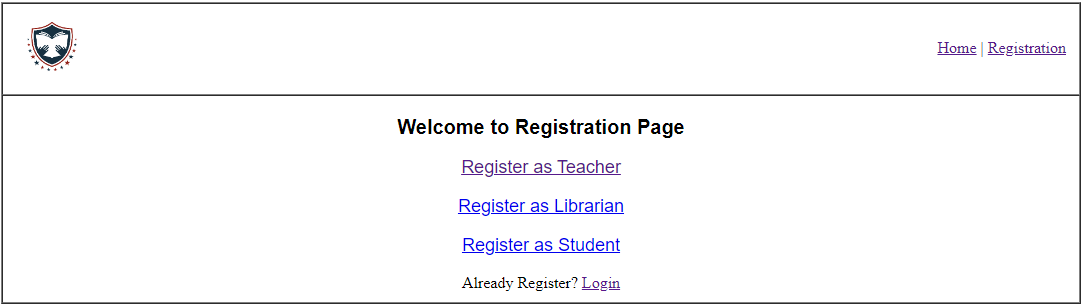 Home | Registration
Welcome to Registration Page
Register as Teacher
Register as Librarian
Register as Student
Already Register? Login